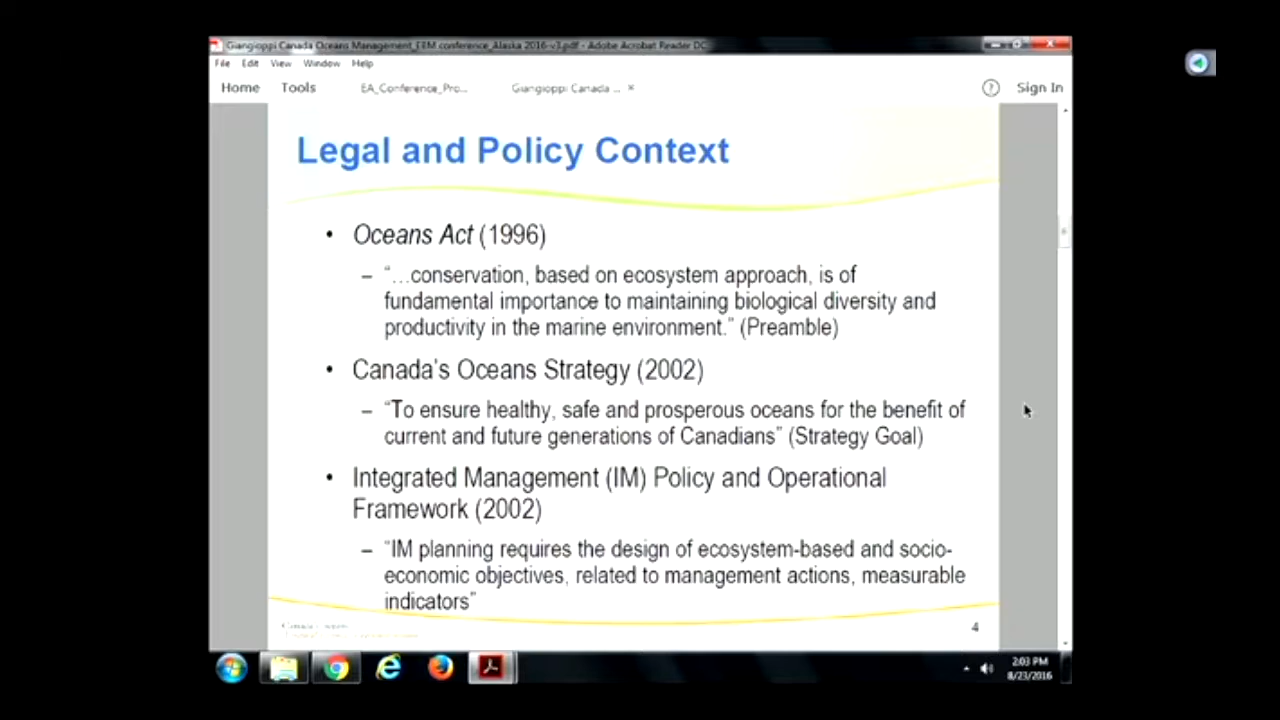 Giangioppi Canada Oceans Management_EBM conference_Alaska 2016-v3.pdf - Adobe Acrobat Reader DC
File Edit View Window Help
Home Tools EA_Conference_Pro... Giangioppi Canada ... × ? Sign In
Legal and Policy Context
• Oceans Act (1996)
– “…conservation, based on ecosystem approach, is of
fundamental importance to maintaining biological diversity and
productivity in the marine environment.” (Preamble)
• Canada’s Oceans Strategy (2002)
– “To ensure healthy, safe and prosperous oceans for the benefit of
current and future generations of Canadians” (Strategy Goal)
• Integrated Management (IM) Policy and Operational
Framework (2002)
– “IM planning requires the design of ecosystem-based and socio-
economic objectives, related to management actions, measurable
indicators”
4
2:03 PM
8/23/2016